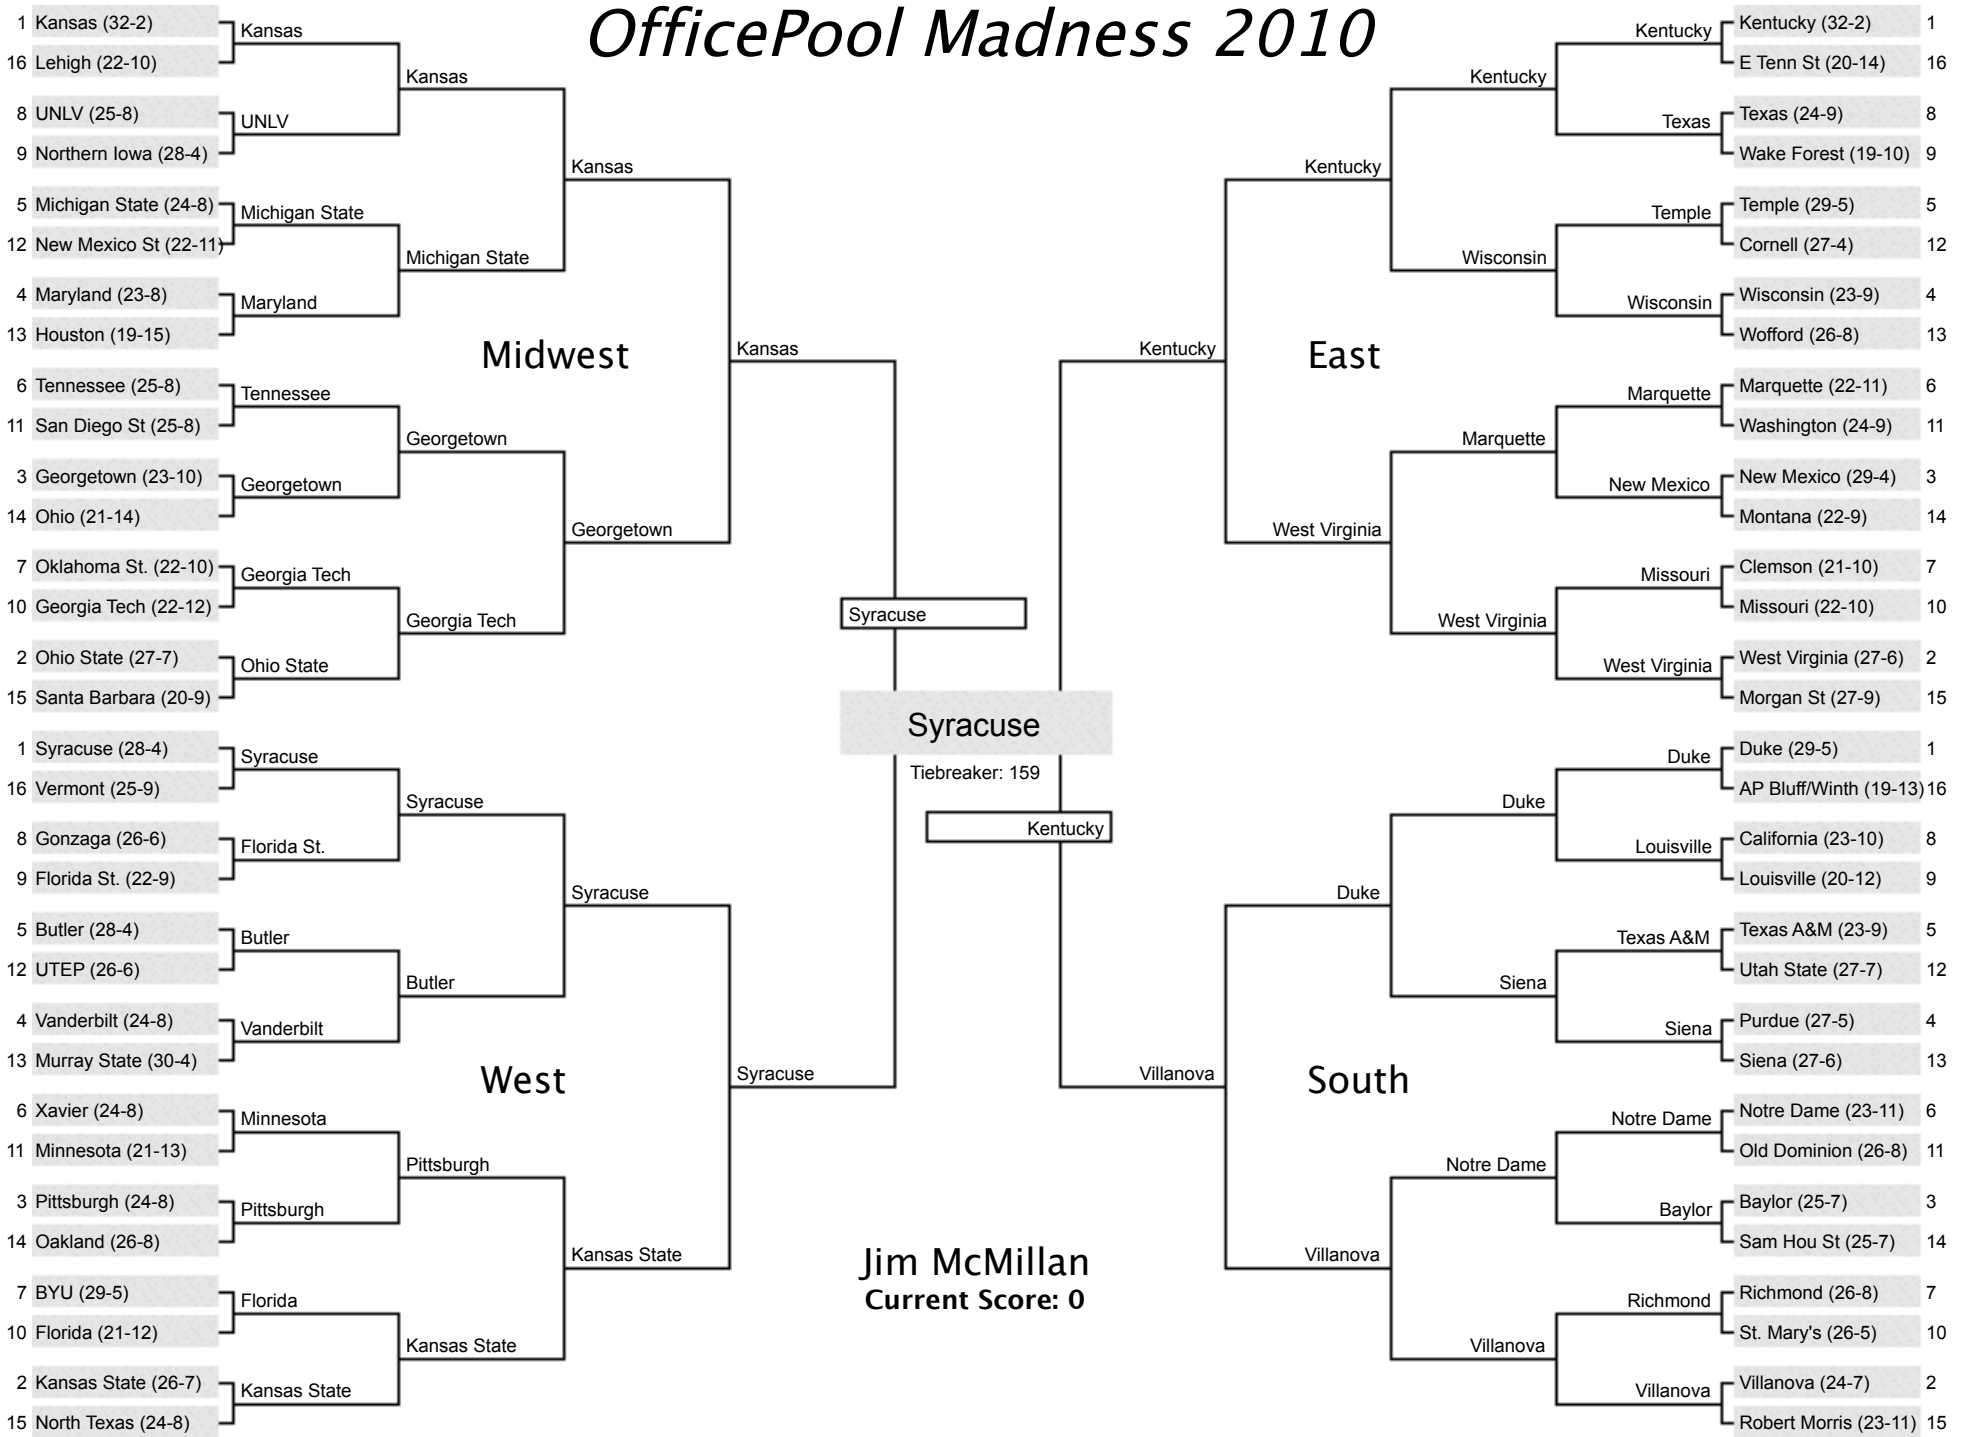 OfficePool Madness 2010
1 Kansas (32-2)
16 Lehigh (22-10)
8 UNLV (25-8)
9 Northern Iowa (28-4)
5 Michigan State (24-8)
12 New Mexico St (22-11)
4 Maryland (23-8)
13 Houston (19-15)
6 Tennessee (25-8)
11 San Diego St (25-8)
3 Georgetown (23-10)
14 Ohio (21-14)
7 Oklahoma St. (22-10)
10 Georgia Tech (22-12)
2 Ohio State (27-7)
15 Santa Barbara (20-9)
Kansas
UNLV
Michigan State
Maryland
Tennessee
Georgetown
Georgia Tech
Ohio State
Kansas
Michigan State
Georgetown
Georgia Tech
Kansas
Georgetown
Midwest
Kansas
1 Syracuse (28-4)
16 Vermont (25-9)
8 Gonzaga (26-6)
9 Florida St. (22-9)
5 Butler (28-4)
12 UTEP (26-6)
4 Vanderbilt (24-8)
13 Murray State (30-4)
6 Xavier (24-8)
11 Minnesota (21-13)
3 Pittsburgh (24-8)
14 Oakland (26-8)
7 BYU (29-5)
10 Florida (21-12)
2 Kansas State (26-7)
15 North Texas (24-8)
Syracuse
Florida St.
Butler
Vanderbilt
Minnesota
Pittsburgh
Florida
Kansas State
Syracuse
Butler
Pittsburgh
Kansas State
Syracuse
Kansas State
West
Syracuse
Syracuse
Syracuse
Tiebreaker: 159
Kentucky
Jim McMillan
Current Score: 0
Kentucky (32-2) 1
E Tenn St (20-14) 16
Texas (24-9) 8
Wake Forest (19-10) 9
Temple (29-5) 5
Cornell (27-4) 12
Wisconsin (23-9) 4
Wofford (26-8) 13
Marquette (22-11) 6
Washington (24-9) 11
New Mexico (29-4) 3
Montana (22-9) 14
Clemson (21-10) 7
Missouri (22-10) 10
West Virginia (27-6) 2
Morgan St (27-9) 15
Kentucky
Texas
Temple
Wisconsin
Marquette
New Mexico
Missouri
West Virginia
Kentucky
Wisconsin
Marquette
West Virginia
Kentucky
West Virginia
East
Kentucky
Duke (29-5) 1
AP Bluff/Winth (19-13) 16
California (23-10) 8
Louisville (20-12) 9
Texas A&M (23-9) 5
Utah State (27-7) 12
Purdue (27-5) 4
Siena (27-6) 13
Notre Dame (23-11) 6
Old Dominion (26-8) 11
Baylor (25-7) 3
Sam Hou St (25-7) 14
Richmond (26-8) 7
St. Mary's (26-5) 10
Villanova (24-7) 2
Robert Morris (23-11) 15
Duke
Louisville
Texas A&M
Siena
Notre Dame
Baylor
Richmond
Villanova
Duke
Siena
Notre Dame
Villanova
Duke
Villanova
South
Villanova